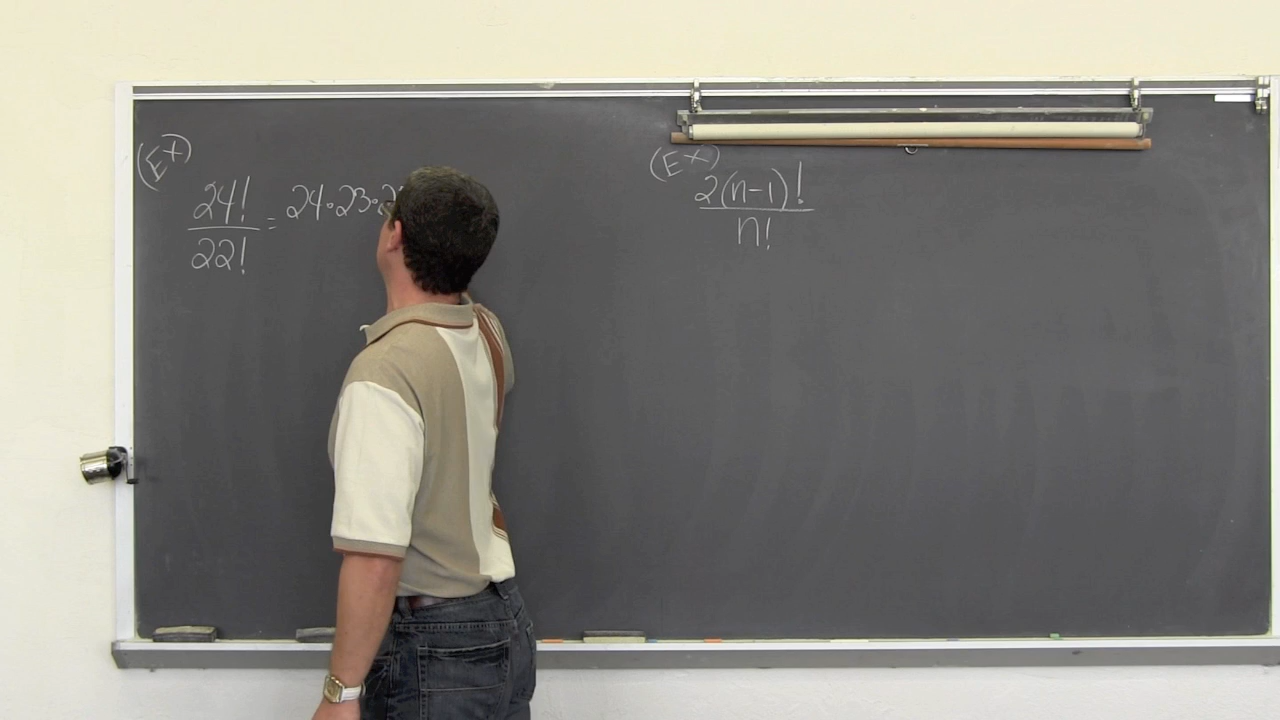 (Ex)
24! / 22! = 24·23·2
(Ex)
2(n-1)! / n!